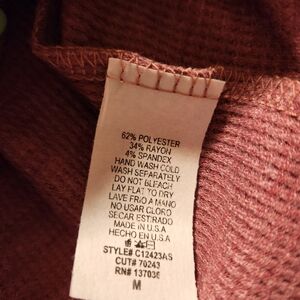 62% POLYESTER
34% RAYON
4% SPANDEX
HAND WASH COLD
WASH SEPARATELY
DO NOT BLEACH
LAY FLAT TO DRY
LAVE FRIO A MANO
NO USAR CLORO
SECAR ESTIRADO
MADE IN U.S.A
HECHO EN U.S.A
STYLE# C12423AS
CUT# 70243
RN# 137036
M